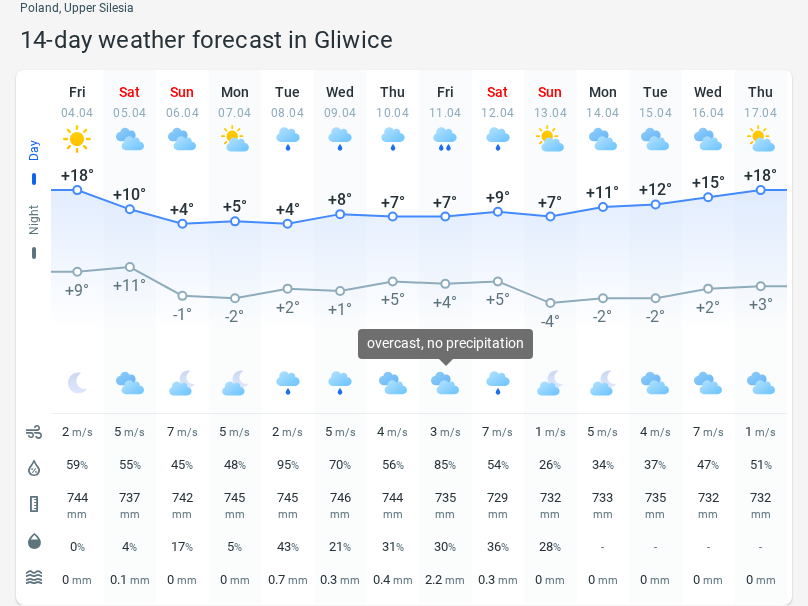 Poland, Upper Silesia
14-day weather forecast in Gliwice
Fri Sat Sun Mon Tue Wed Thu Fri Sat Sun Mon Tue Wed Thu
04.04 05.04 06.04 07.04 08.04 09.04 10.04 11.04 12.04 13.04 14.04 15.04 16.04 17.04
Day
+18° +10° +4° +5° +4° +8° +7° +7° +9° +7° +11° +12° +15° +18°
Night
+9° +11° -1° -2° +2° +1° +5° +4° +5° -4° -2° -2° +2° +3°
overcast, no precipitation
2 m/s 5 m/s 7 m/s 5 m/s 2 m/s 5 m/s 4 m/s 3 m/s 7 m/s 1 m/s 5 m/s 4 m/s 7 m/s 1 m/s
59% 55% 45% 48% 95% 70% 56% 85% 54% 26% 34% 37% 47% 51%
744 737 742 745 745 746 744 735 729 732 733 735 732 732
mm mm mm mm mm mm mm mm mm mm mm mm mm mm
0% 4% 17% 5% 43% 21% 31% 30% 36% 28% - - - -
0 mm 0.1 mm 0 mm 0 mm 0.7 mm 0.3 mm 0.4 mm 2.2 mm 0.3 mm 0 mm 0 mm 0 mm 0 mm 0 mm